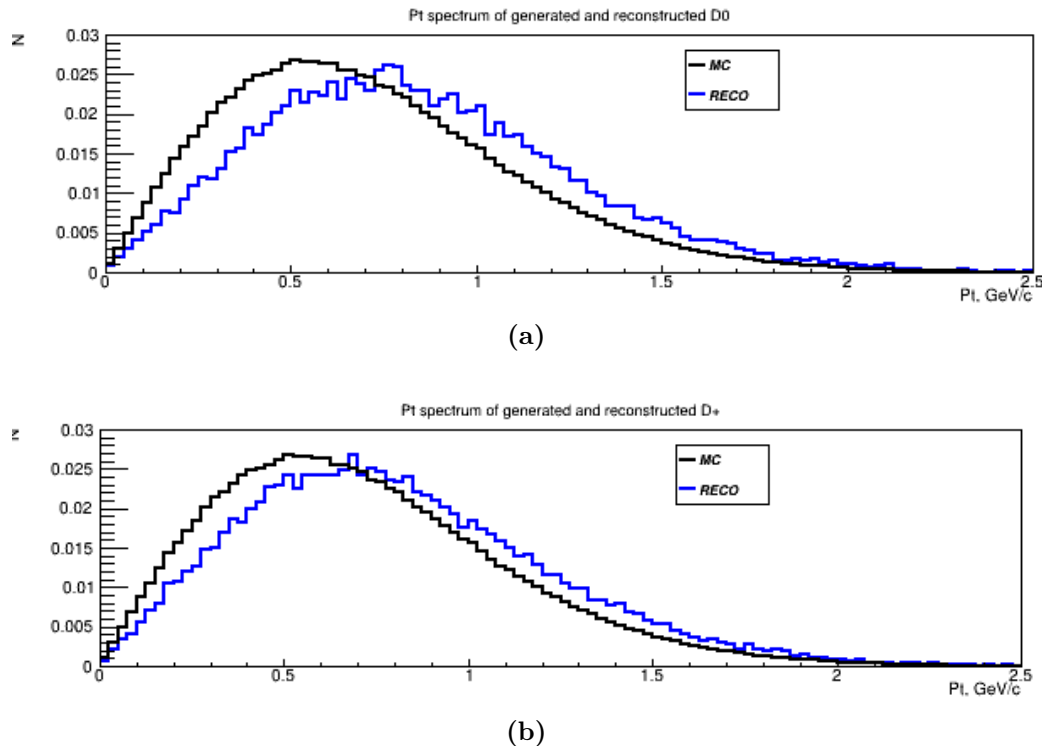 Pt spectrum of generated and reconstructed D0
N
0.03
0.025
0.02
0.015
0.01
0.005
0
MC
RECO
0 0.5 1 1.5 2 2.5
Pt, GeV/c
(a)
Pt spectrum of generated and reconstructed D+
N
0.03
0.025
0.02
0.015
0.01
0.005
0
MC
RECO
0 0.5 1 1.5 2 2.5
Pt, GeV/c
(b)